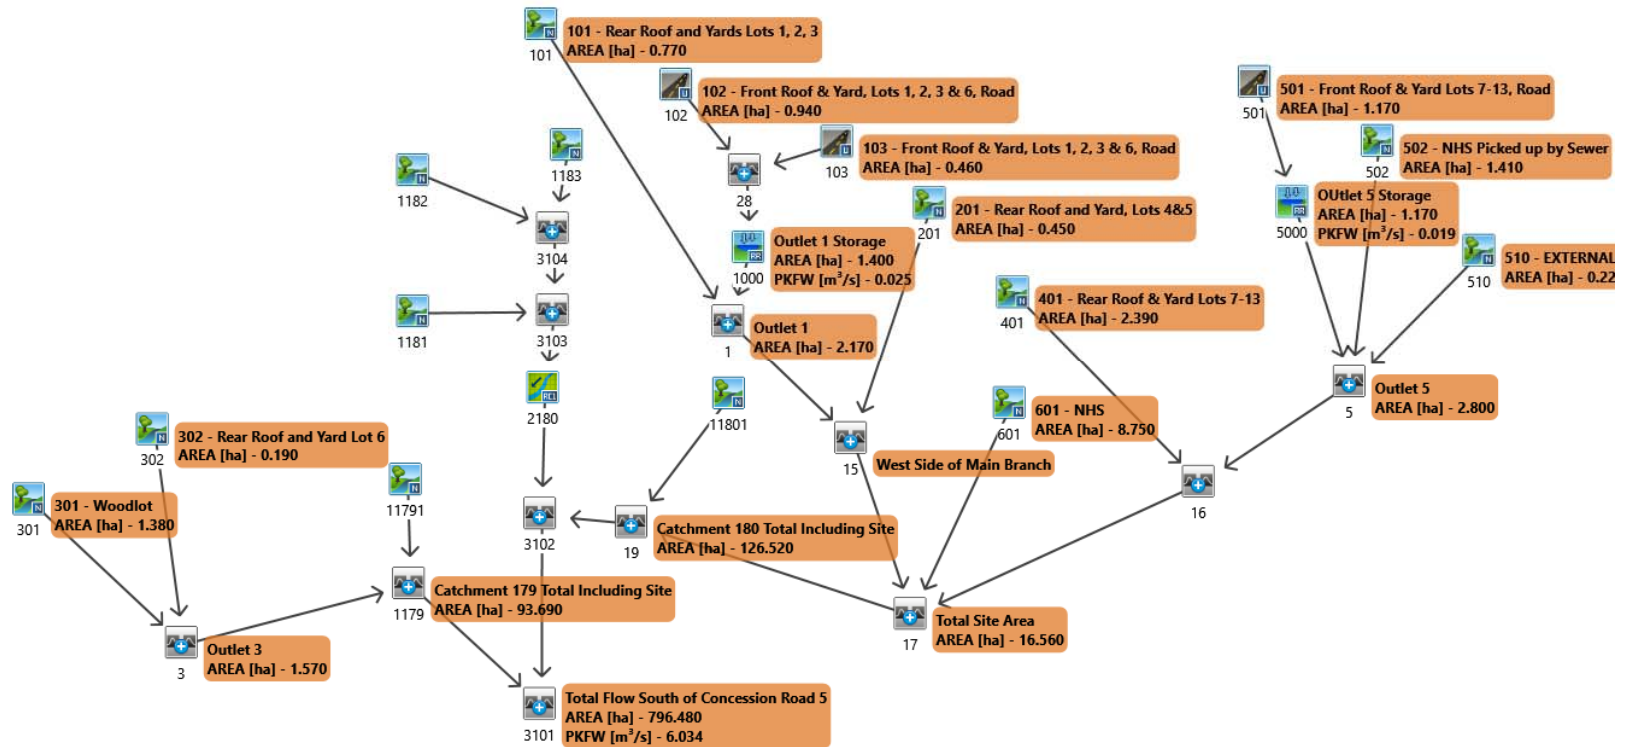 101 - Rear Roof and Yards Lots 1, 2, 3
AREA [ha] - 0.770
101
102 - Front Roof & Yard, Lots 1, 2, 3 & 6, Road
AREA [ha] - 0.940
102
501 - Front Roof & Yard Lots 7-13, Road
AREA [ha] - 1.170
501
103 - Front Roof & Yard, Lots 1, 2, 3 & 6, Road
AREA [ha] - 0.460
103
502 - NHS Picked up by Sewer
AREA [ha] - 1.410
502
1183
1182
28
201 - Rear Roof and Yard, Lots 4&5
AREA [ha] - 0.450
201
OUtlet 5 Storage
AREA [ha] - 1.170
PKFW [m³/s] - 0.019
5000
3104
Outlet 1 Storage
AREA [ha] - 1.400
PKFW [m³/s] - 0.025
1000
510 - EXTERNAL
AREA [ha] - 0.22
510
401 - Rear Roof & Yard Lots 7-13
AREA [ha] - 2.390
401
1181
3103
Outlet 1
AREA [ha] - 2.170
1
Outlet 5
AREA [ha] - 2.800
5
2180
11801
601 - NHS
AREA [ha] - 8.750
601
302 - Rear Roof and Yard Lot 6
AREA [ha] - 0.190
302
West Side of Main Branch
15
301 - Woodlot
AREA [ha] - 1.380
301
11791
16
3102
Catchment 180 Total Including Site
AREA [ha] - 126.520
19
Catchment 179 Total Including Site
AREA [ha] - 93.690
1179
Total Site Area
AREA [ha] - 16.560
17
Outlet 3
AREA [ha] - 1.570
3
Total Flow South of Concession Road 5
AREA [ha] - 796.480
PKFW [m³/s] - 6.034
3101